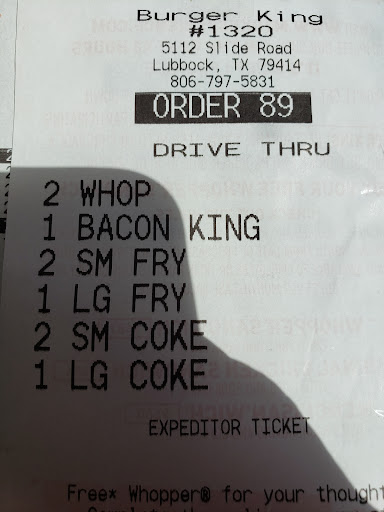 Burger King
#1320
5112 Slide Road
Lubbock, TX 79414
806-797-5831
ORDER 89
DRIVE THRU
2 WHOP
1 BACON KING
2 SM FRY
1 LG FRY
2 SM COKE
1 LG COKE
EXPEDITOR TICKET
Free* Whopper® for your thought